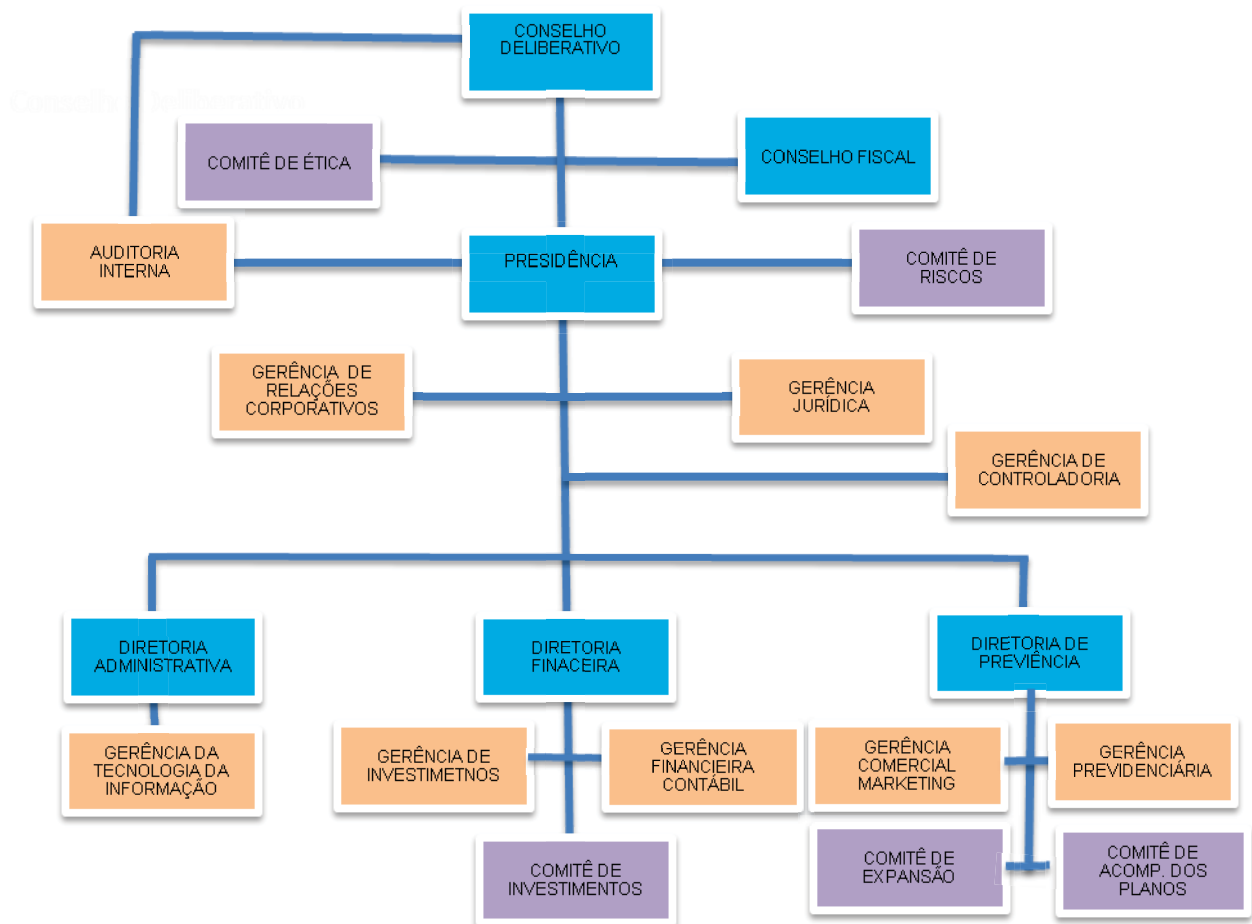 CONSELHO
DELIBERATIVO
COMITÊ DE ÉTICA
CONSELHO FISCAL
AUDITORIA
INTERNA
PRESIDÊNCIA
COMITÊ DE
RISCOS
GERÊNCIA DE
RELAÇÕES
CORPORATIVOS
GERÊNCIA
JURÍDICA
GERÊNCIA DE
CONTROLADORIA
DIRETORIA
ADMINISTRATIVA
DIRETORIA
FINACEIRA
DIRETORIA DE
PREVIÊNCIA
GERÊNCIA DA
TECNOLOGIA DA
INFORMAÇÃO
GERÊNCIA DE
INVESTIMETNOS
GERÊNCIA
FINANCIEIRA
CONTÁBIL
GERÊNCIA
COMERCIAL
MARKETING
GERÊNCIA
PREVIDENCIÁRIA
COMITÊ DE
INVESTIMENTOS
COMITÊ DE
EXPANSÃO
COMITÊ DE
ACOMP. DOS
PLANOS